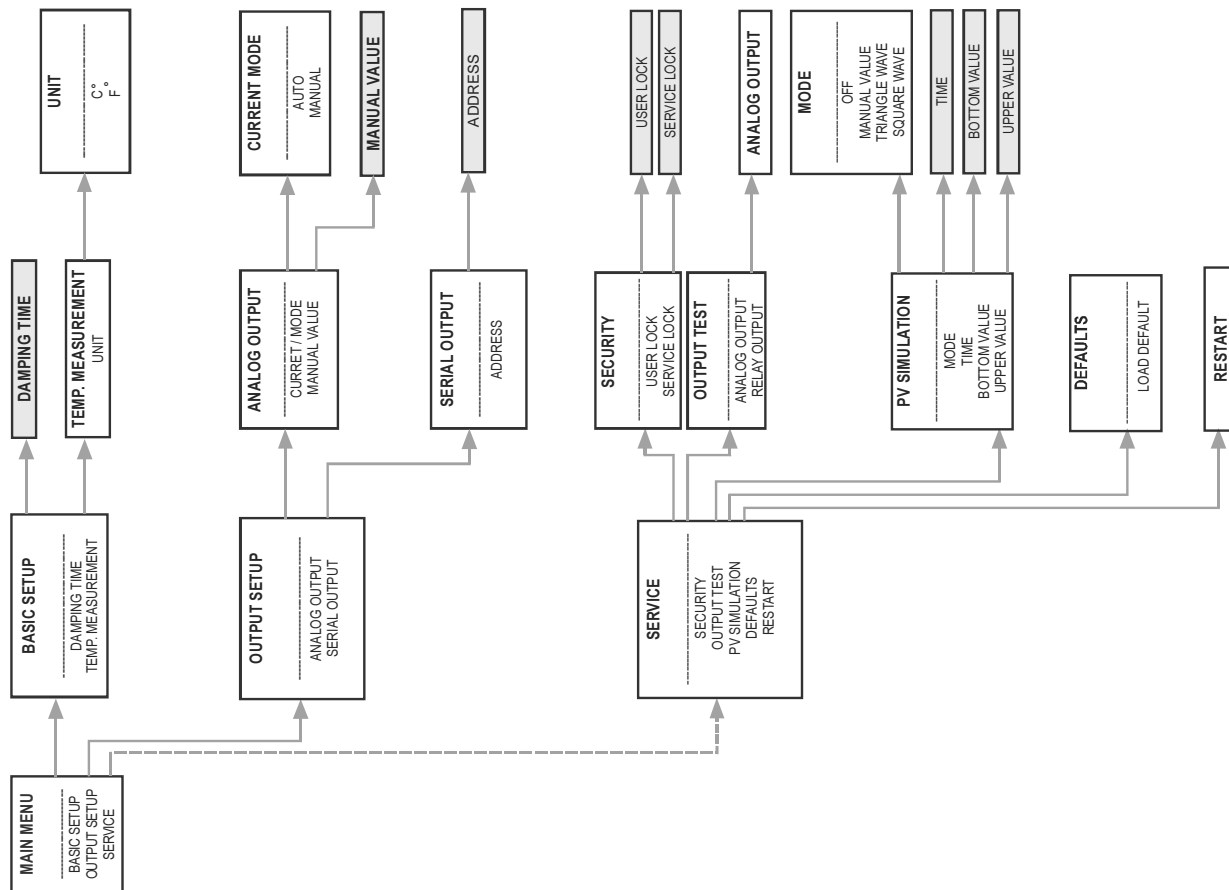 MAIN MENU
BASIC SETUP
OUTPUT SETUP
SERVICE
BASIC SETUP
DAMPING TIME
TEMP. MEASUREMENT
DAMPING TIME
TEMP. MEASUREMENT
UNIT
UNIT
C°
F°
OUTPUT SETUP
ANALOG OUTPUT
SERIAL OUTPUT
ANALOG OUTPUT
CURRET / MODE
MANUAL VALUE
CURRENT MODE
AUTO
MANUAL
MANUAL VALUE
SERIAL OUTPUT
ADDRESS
ADDRESS
SERVICE
SECURITY
OUTPUT TEST
PV SIMULATION
DEFAULTS
RESTART
SECURITY
USER LOCK
SERVICE LOCK
USER LOCK
SERVICE LOCK
OUTPUT TEST
ANALOG OUTPUT
RELAY OUTPUT
ANALOG OUTPUT
PV SIMULATION
MODE
TIME
BOTTOM VALUE
UPPER VALUE
MODE
OFF
MANUAL VALUE
TRIANGLE WAVE
SQUARE WAVE
TIME
BOTTOM VALUE
UPPER VALUE
DEFAULTS
LOAD DEFAULT
RESTART